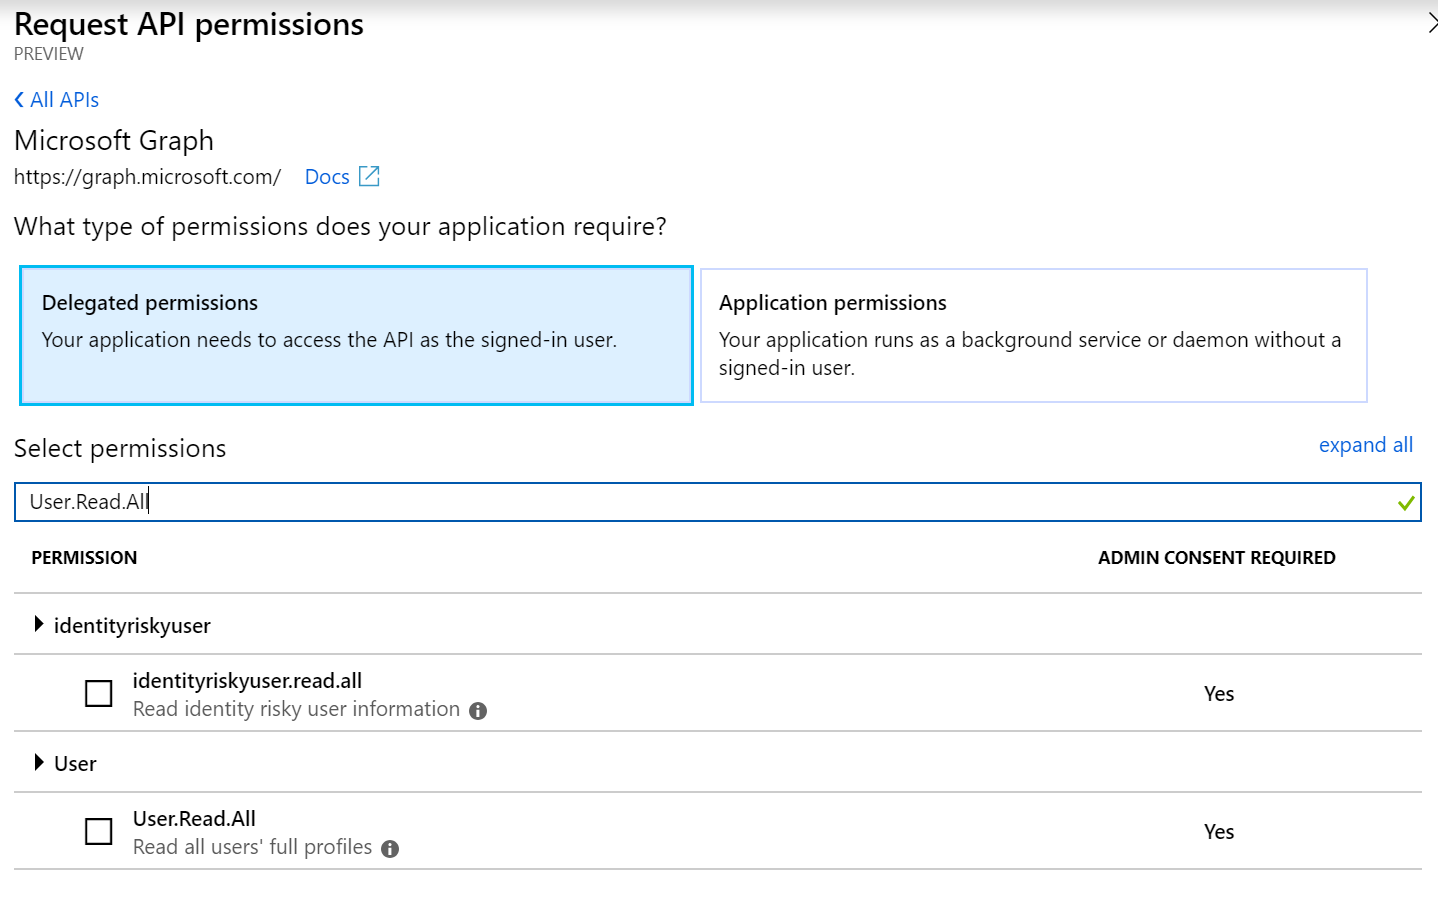 Request API permissions
PREVIEW
All APIs
Microsoft Graph
https://graph.microsoft.com/ Docs
What type of permissions does your application require?
Delegated permissions
Your application needs to access the API as the signed-in user.
Application permissions
Your application runs as a background service or daemon without a
signed-in user.
Select permissions
expand all
User.Read.All
PERMISSION ADMIN CONSENT REQUIRED
identityriskyuser
identityriskyuser.read.all
Read identity risky user information
Yes
User
User.Read.All
Read all users' full profiles
Yes